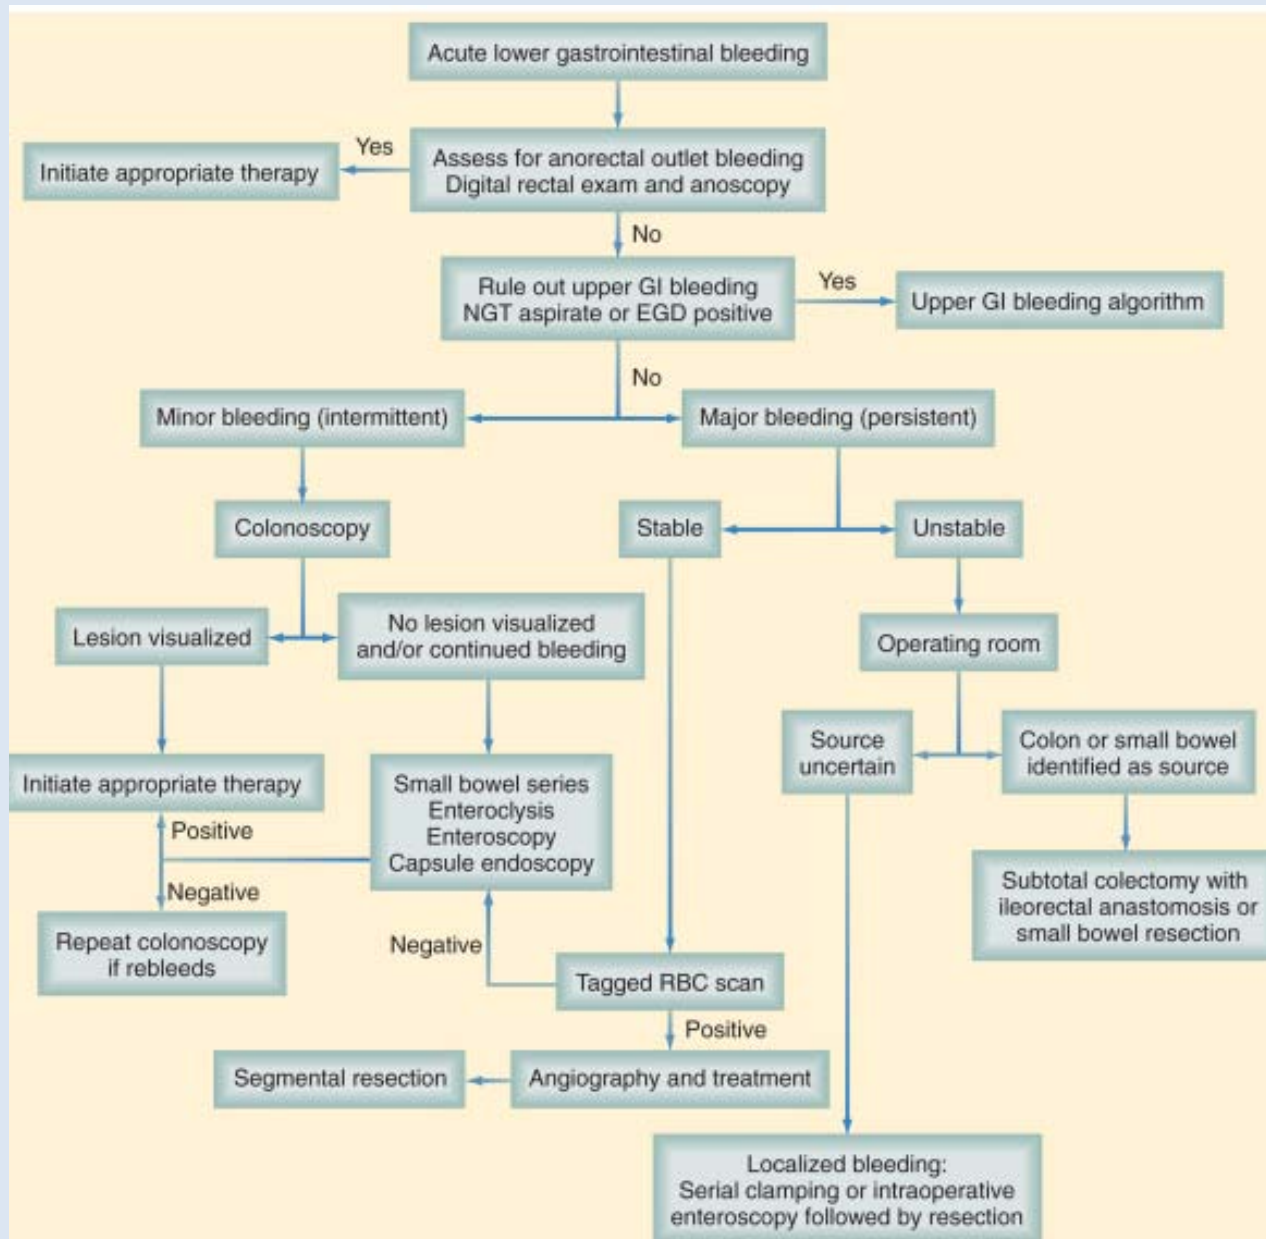 Acute lower gastrointestinal bleeding
Yes
Initiate appropriate therapy
Assess for anorectal outlet bleeding
Digital rectal exam and anoscopy
No
Rule out upper GI bleeding
NGT aspirate or EGD positive
Yes
Upper GI bleeding algorithm
No
Minor bleeding (intermittent)
Major bleeding (persistent)
Colonoscopy
Stable
Unstable
Lesion visualized
No lesion visualized
and/or continued bleeding
Operating room
Source
uncertain
Colon or small bowel
identified as source
Initiate appropriate therapy
Small bowel series
Enteroclysis
Enteroscopy
Capsule endoscopy
Positive
Negative
Repeat colonoscopy
if rebleeds
Negative
Tagged RBC scan
Subtotal colectomy with
ileorectal anastomosis or
small bowel resection
Positive
Segmental resection
Angiography and treatment
Localized bleeding:
Serial clamping or intraoperative
enteroscopy followed by resection